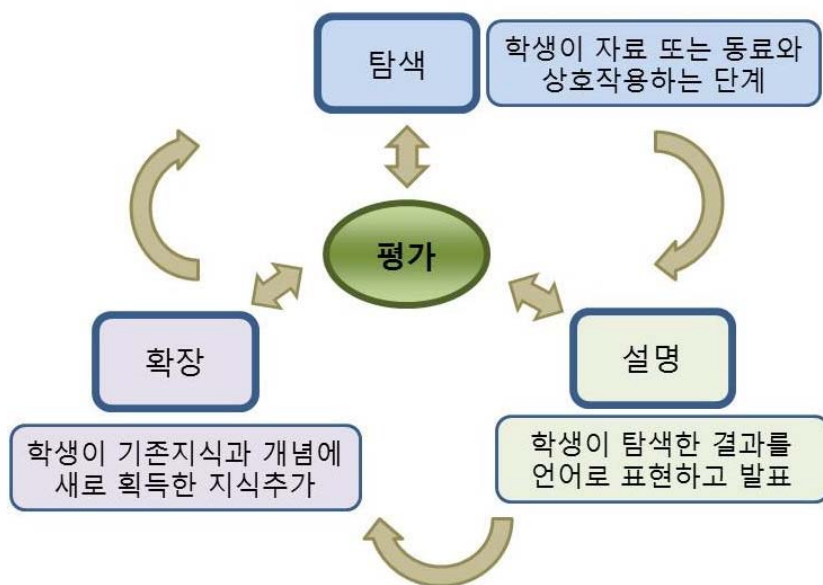 탐색
학생이 자료 또는 동료와
상호작용하는 단계
평가
확장
설명
학생이 기존지식과 개념에
새로 획득한 지식추가
학생이 탐색한 결과를
언어로 표현하고 발표